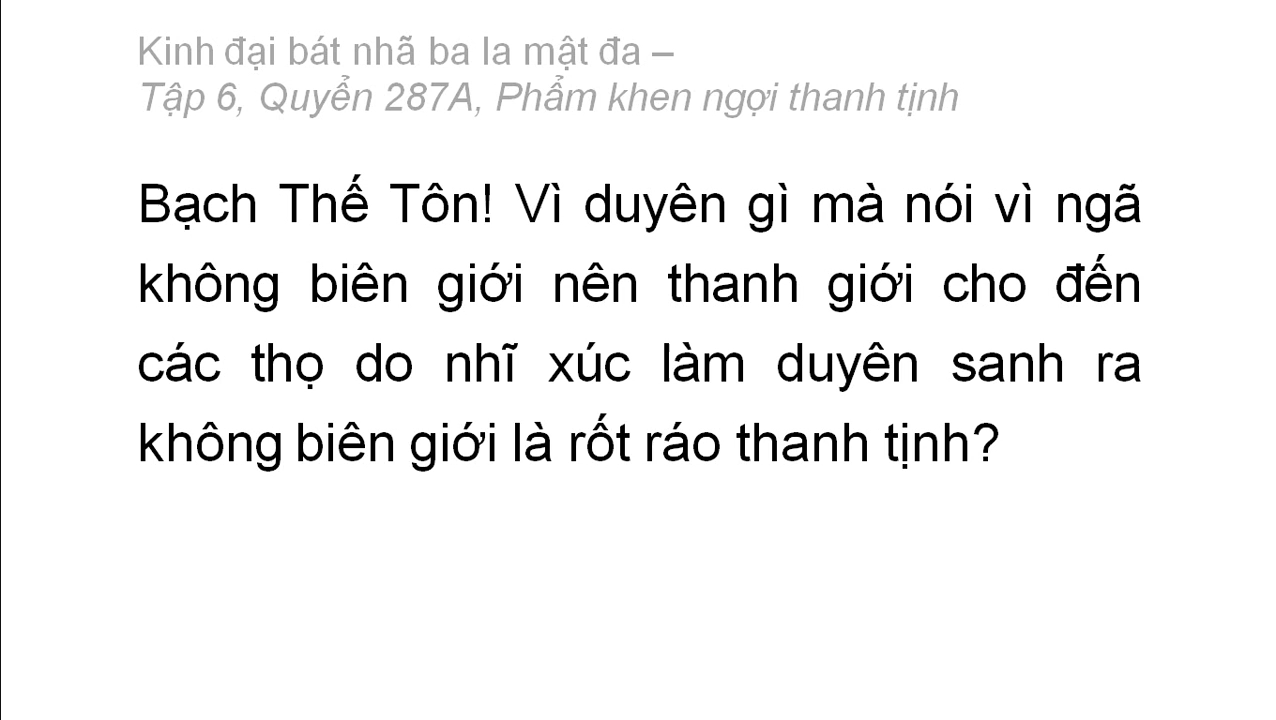 Kinh đại bát nhã ba la mật đa –
Tập 6, Quyển 287A, Phẩm khen ngợi thanh tịnh
Bạch Thế Tôn! Vì duyên gì mà nói vì ngã
không biên giới nên thanh giới cho đến
các thọ do nhĩ xúc làm duyên sanh ra
không biên giới là rốt ráo thanh tịnh?